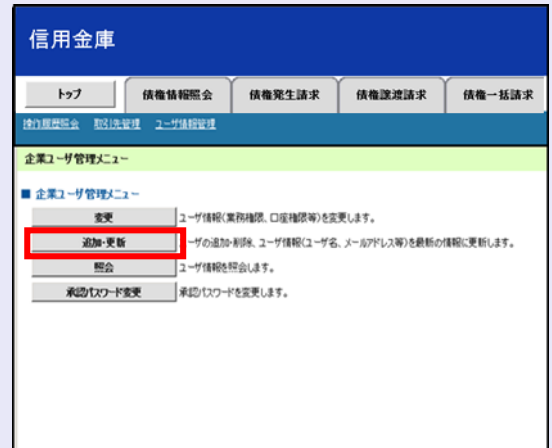 信用金庫
トップ 債権情報照会 債権発生請求 債権譲渡請求 債権一括請求
操作履歴照会 取引先管理 ユーザ情報管理
企業ユーザ管理メニュー
■ 企業ユーザ管理メニュー
変更 ユーザ情報(業務権限、口座権限等)を変更します。
追加・更新 ユーザの追加・削除、ユーザ情報(ユーザ名、メールアドレス等)を最新の情報に更新します。
照会 ユーザ情報を照会します。
承認パスワード変更 承認パスワードを変更します。